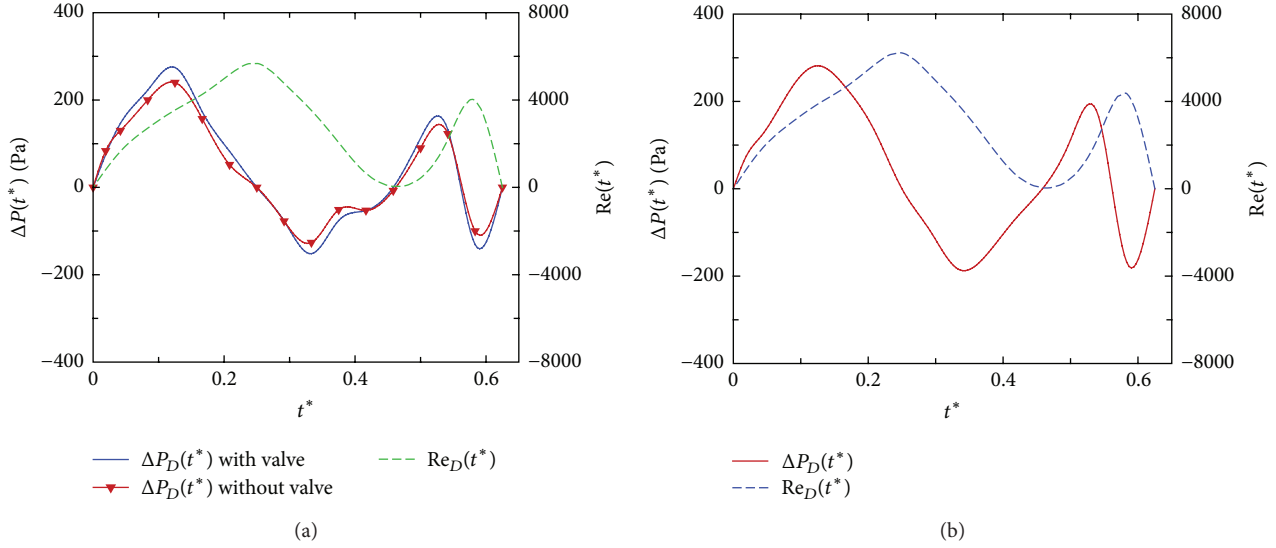 400
200
0
−200
−400
ΔP(t*) (Pa)
8000
4000
0
−4000
−8000
Re(t*)
0 0.2 0.4 0.6
t*
ΔP_D(t*) with valve
ΔP_D(t*) without valve
Re_D(t*)
(a)
400
200
0
−200
−400
ΔP(t*) (Pa)
8000
4000
0
−4000
−8000
Re(t*)
0 0.2 0.4 0.6
t*
ΔP_D(t*)
Re_D(t*)
(b)